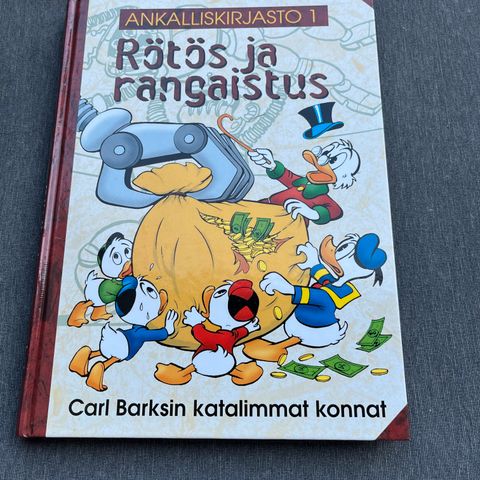 ANKALLISKIRJASTO 1
Rötös ja
rangaistus
Carl Barksin katalimmat konnat